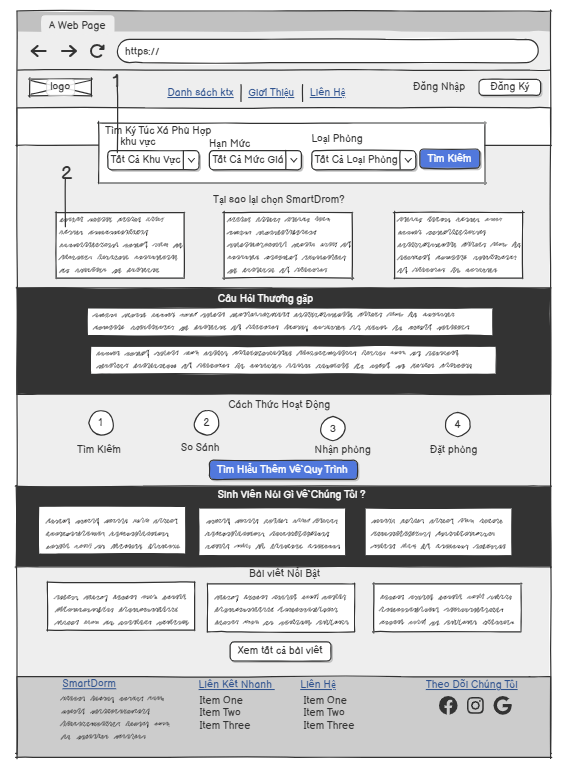 A Web Page
https://
logo
Danh sách ktx
Giới Thiệu
Liên Hệ
Đăng Nhập
Đăng Ký
1
Tìm Ký Túc Xá Phù Hợp
khu vực
Hạn Mức
Loại Phòng
Tất Cả Khu Vực
Tất Cả Mức Giá
Tất Cả Loại Phòng
Tìm Kiếm
2
Tại sao lại chọn SmartDrom?
Câu Hỏi Thương gặp
Cách Thức Hoạt Động
1
2
3
4
Tìm Kiếm
So Sánh
Nhận phòng
Đặt phòng
Tìm Hiểu Thêm Về Quy Trình
Sinh Viên Nói Gì Về Chúng Tôi ?
Bài viết Nổi Bật
Xem tất cả bài viết
SmartDorm
Liên Kết Nhanh
Item One
Item Two
Item Three
Liên Hệ
Item One
Item Two
Item Three
Theo Dõi Chúng Tôi